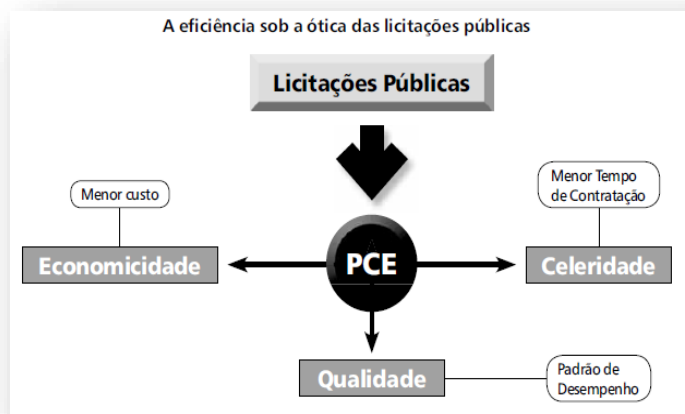 A eficiência sob a ótica das licitações públicas
Licitações Públicas
Menor custo
Menor Tempo
de Contratação
Economicidade
PCE
Celeridade
Qualidade
Padrão de
Desempenho